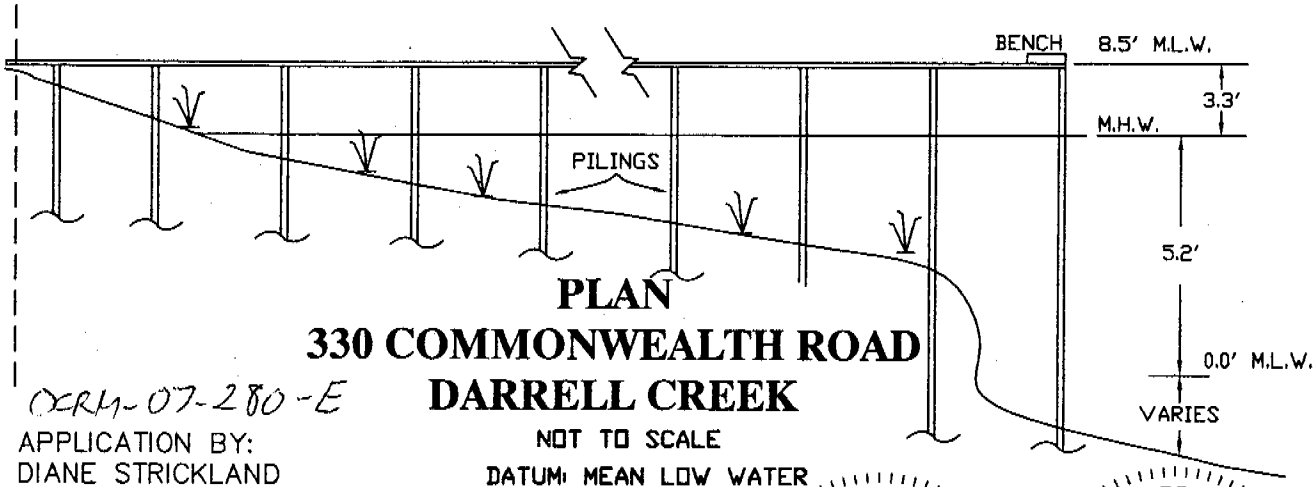 BENCH 8.5' M.L.W.
3.3'
M.H.W.
PILINGS
5.2'
PLAN
330 COMMONWEALTH ROAD
0.0' M.L.W.
OCRM-07-280-E
DARRELL CREEK
VARIES
APPLICATION BY:
NOT TO SCALE
DIANE STRICKLAND
DATUM: MEAN LOW WATER